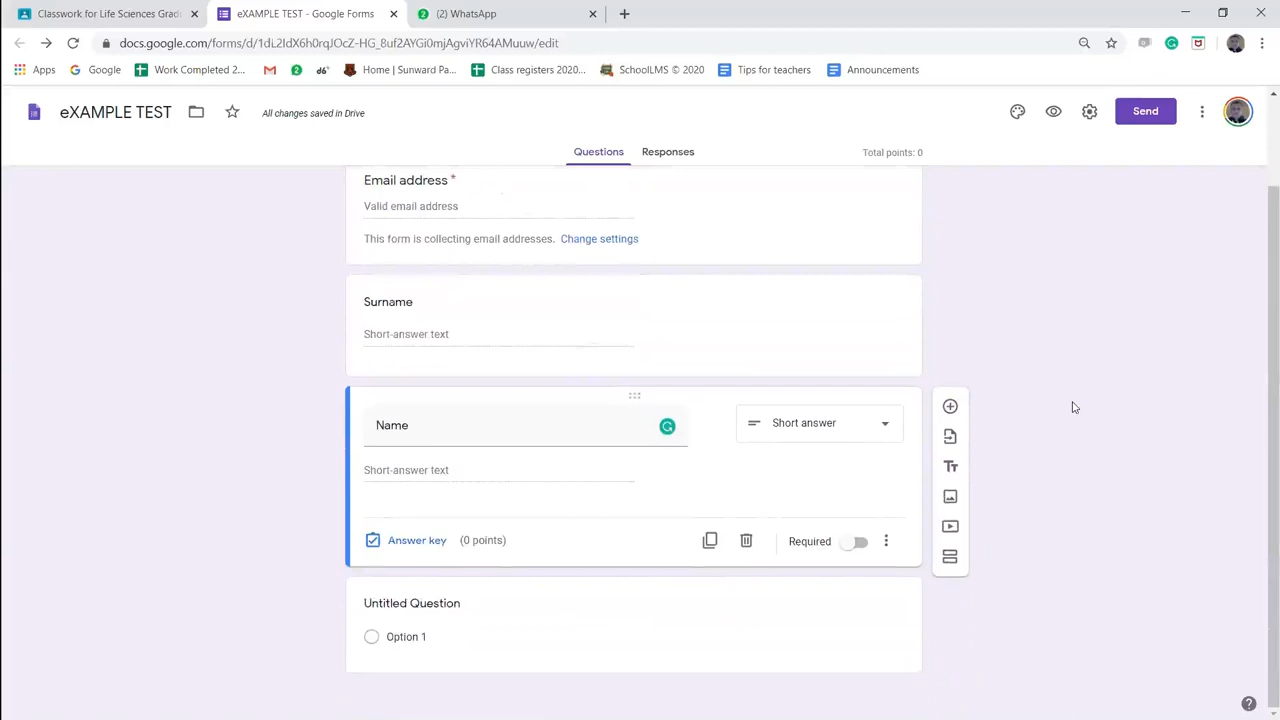 Classwork for Life Sciences Grad
eXAMPLE TEST - Google Forms
(2) WhatsApp
docs.google.com/forms/d/1dL2IdX6h0rqJOcZ-HG_8uf2AYGi0mjAgviYR64AMuuw/edit
Apps
Google
Work Completed 2...
Home | Sunward Pa...
Class registers 2020...
SchoolLMS © 2020
Tips for teachers
Announcements
eXAMPLE TEST
All changes saved in Drive
Send
Questions
Responses
Total points: 0
Email address *
Valid email address
This form is collecting email addresses. Change settings
Surname
Short-answer text
Name
Short answer
Short-answer text
Answer key
(0 points)
Required
Untitled Question
Option 1